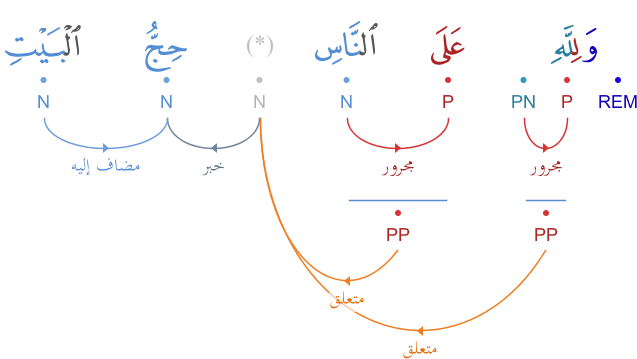 وَلِلَّهِ عَلَى ٱلنَّاسِ (*) حِجُّ ٱلْبَيْتِ
REM P PN P N N N N
مجرور مجرور خبر مضاف إليه
PP PP
متعلق
متعلق